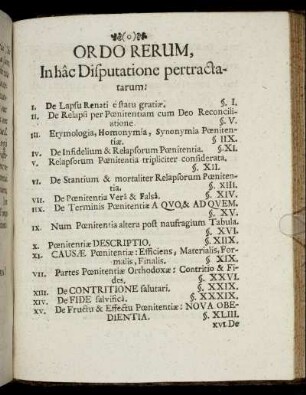 (o)
ORDO RERUM,
In hâc Disputatione pertracta-
tarum:
I. De Lapsu Renati è statu gratiæ. §. I.
II. De Relapsi per Pœnitentiam cum Deo Reconcili-
atione. §. V.
III. Etymologia, Homonymia, Synonymia Pœniten-
tiæ. §. IIX.
IV. De Infidelium & Relapsorum Pœnitentia. §. XI.
V. Relapsorum Pœnitentia tripliciter considerata.
§. XII.
VI. De Stantium & mortaliter Relapsorum Pœniten-
tia. §. XIII.
VII. De Pœnitentia Verâ & Falsâ. §. XIV.
IIX. De Terminis Pœnitentiæ A QVO, & AD QVEM.
§. XV.
IX. Num Pœnitentia altera post naufragium Tabula.
§. XVI.
X. Pœnitentiæ DESCRIPTIO. §. XIIX.
XI. CAUSÆ Pœnitentiæ: Efficiens, Materialis, For-
malis, Finalis. §. XIX.
VII. Partes Pœnitentiæ Orthodoxæ: Contritio & Fi-
des. §. XXVI.
XIII. De CONTRITIONE salutari. §. XXIX.
XIV. De FIDE salvificâ. §. XXXIX.
XV. De Fructu & Effectu Pœnitentiæ: NOVA OBE-
DIENTIA. §. XLIII.
XVI. De